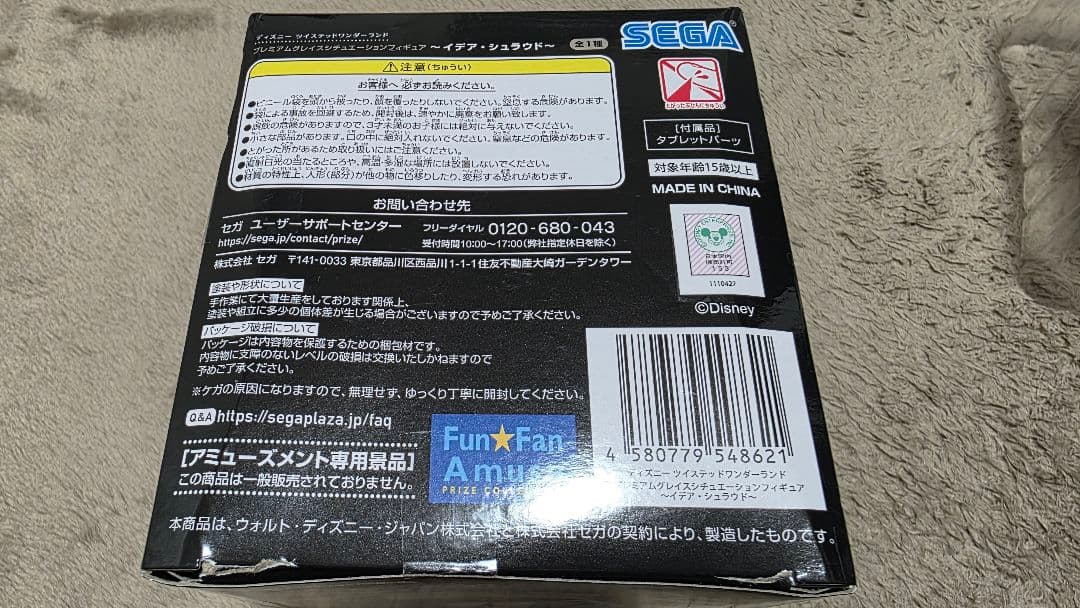 ディズニー ツイステッドワンダーランド
プレミアムグレイスシチュエーションフィギュア 〜イデア・シュラウド〜 全1種
SEGA
注意(ちゅうい)
お客様へ 必ずお読みください。
●ビニール袋を頭から被ったり、顔を覆ったりしないでください。窒息する危険があります。
●袋による事故を回避するため、開封後は、速やかに廃棄をお願い致します。
●誤飲の危険がありますので、3才未満のお子様には絶対に与えないでください。
●小さな部品があります。口の中に絶対入れないでください。窒息などの危険があります。
●とがった所があるため取り扱いにはご注意ください。
●直射日光の当たるところや、高温・多湿な場所には放置しないでください。
●材質の特性上、人形(部分)が他の物に色移りしたり、変形する恐れがあります。
とがったぶぶんにちゅうい
[付属品]
タブレットパーツ
対象年齢15歳以上
MADE IN CHINA
お問い合わせ先
セガ ユーザーサポートセンター
https://sega.jp/contact/prize/
フリーダイヤル 0120-680-043
受付時間10:00〜17:00(弊社指定休日を除く)
株式会社 セガ 〒141-0033 東京都品川区西品川1-1-1住友不動産大崎ガーデンタワー
153
1110427
©Disney
塗装や形状について
手作業にて大量生産をしております関係上、
塗装や組立に多少の個体差が生じる場合がございますので予めご了承ください。
パッケージ破損について
パッケージは内容物を保護するための梱包材です。
内容物に支障のないレベルの破損は交換いたしかねますので
予めご了承ください。
※ケガの原因になりますので、無理せず、ゆっくり丁寧に開封してください。
Q&A https://segaplaza.jp/faq
[アミューズメント専用景品]
この商品は一般販売されておりません。
Fun★Fan
Amuse
PRIZE
4 580779 548621
ディズニー ツイステッドワンダーランド
プレミアムグレイスシチュエーションフィギュア
〜イデア・シュラウド〜
本商品は、ウォルト・ディズニー・ジャパン株式会社と株式会社セガの契約により、製造したものです。